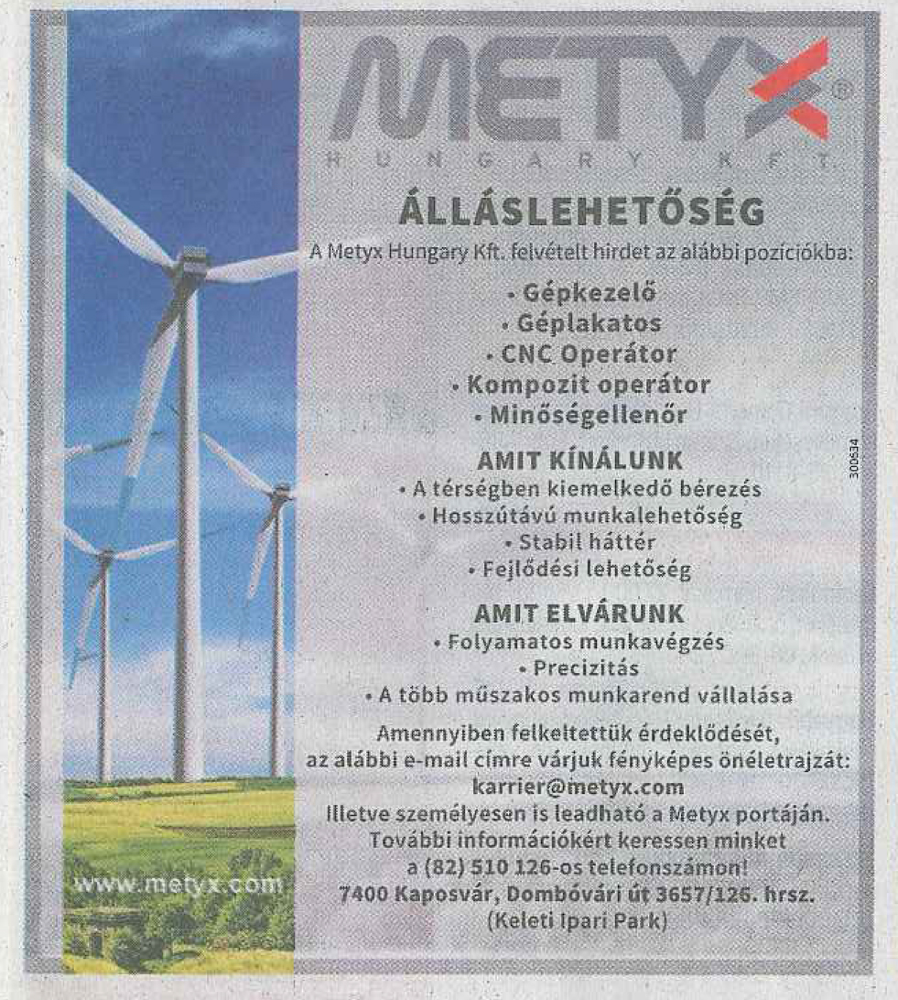 METYX®
HUNGARY KFT.
ÁLLÁSLEHETŐSÉG
A Metyx Hungary Kft. felvételt hirdet az alábbi pozíciókba:
• Gépkezelő
• Géplakatos
• CNC Operátor
• Kompozit operátor
• Minőségellenőr
AMIT KÍNÁLUNK
• A térségben kiemelkedő bérezés
• Hosszútávú munkalehetőség
• Stabil háttér
• Fejlődési lehetőség
AMIT ELVÁRUNK
• Folyamatos munkavégzés
• Precizitás
• A több műszakos munkarend vállalása
Amennyiben felkeltettük érdeklődését,
az alábbi e-mail címre várjuk fényképes önéletrajzát:
karrier@metyx.com
Illetve személyesen is leadható a Metyx portáján.
További információkért keressen minket
a (82) 510 126-os telefonszámon!
7400 Kaposvár, Dombóvári út 3657/126. hrsz.
(Keleti Ipari Park)
www.metyx.com
300634